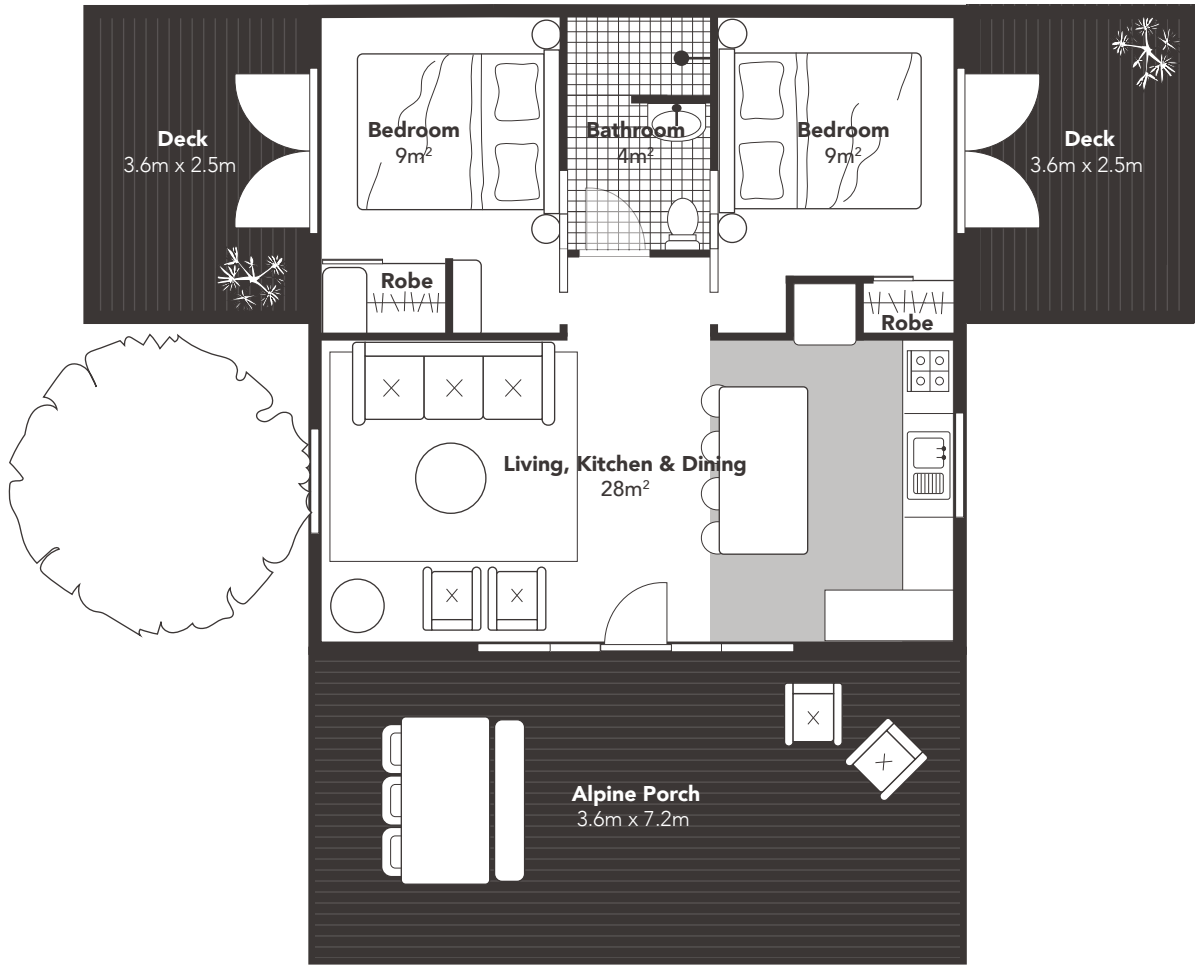 Deck
3.6m x 2.5m
Bedroom
9m²
Bathroom
4m²
Bedroom
9m²
Deck
3.6m x 2.5m
Robe
Robe
Living, Kitchen & Dining
28m²
Alpine Porch
3.6m x 7.2m